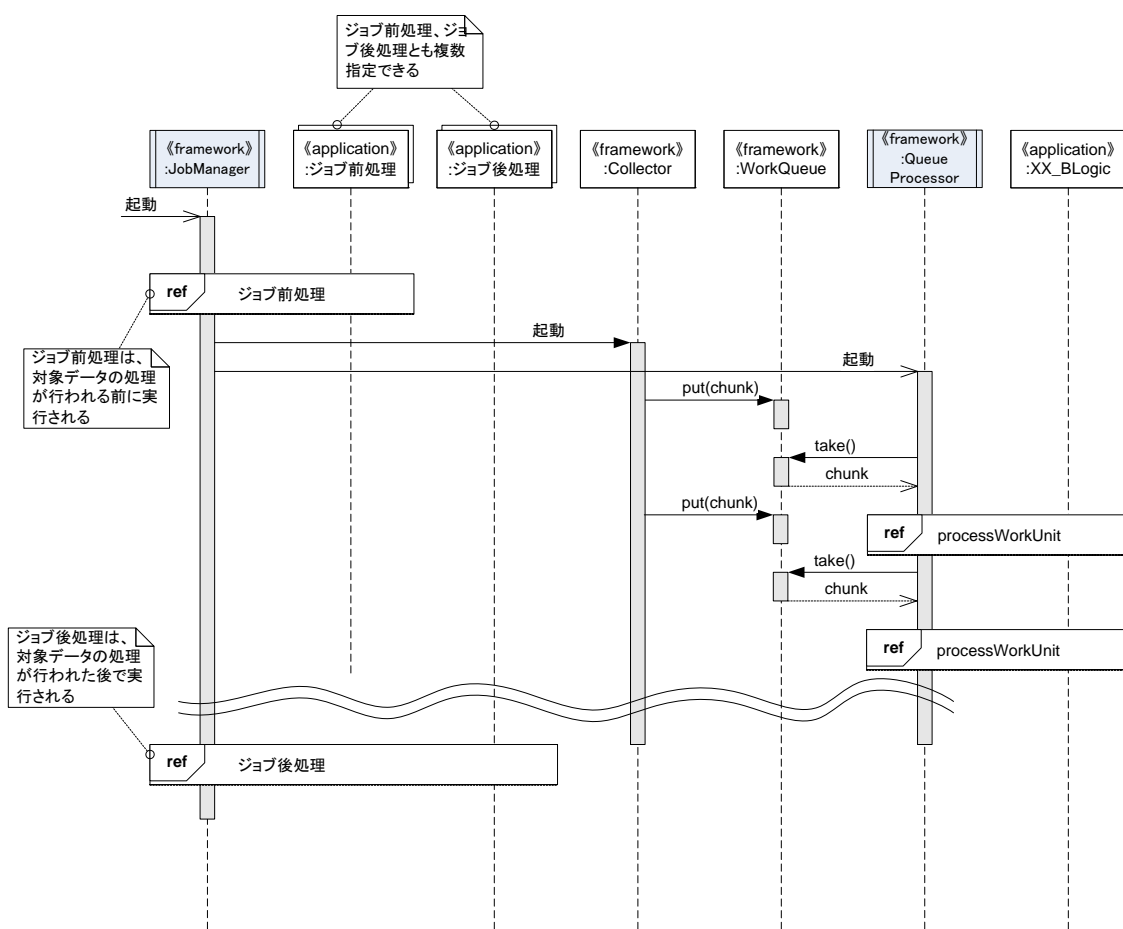 ジョブ前処理、ジョ
ブ後処理とも複数
指定できる
《framework》
:JobManager
《application》
:ジョブ前処理
《application》
:ジョブ後処理
《framework》
:Collector
《framework》
:WorkQueue
《framework》
:Queue
Processor
《application》
:XX_BLogic
起動
ref
ジョブ前処理
起動
ジョブ前処理は、
対象データの処理
が行われる前に実
行される
起動
put(chunk)
take()
chunk
put(chunk)
ref
processWorkUnit
take()
chunk
ジョブ後処理は、
対象データの処理
が行われた後で実
行される
ref
processWorkUnit
ref
ジョブ後処理